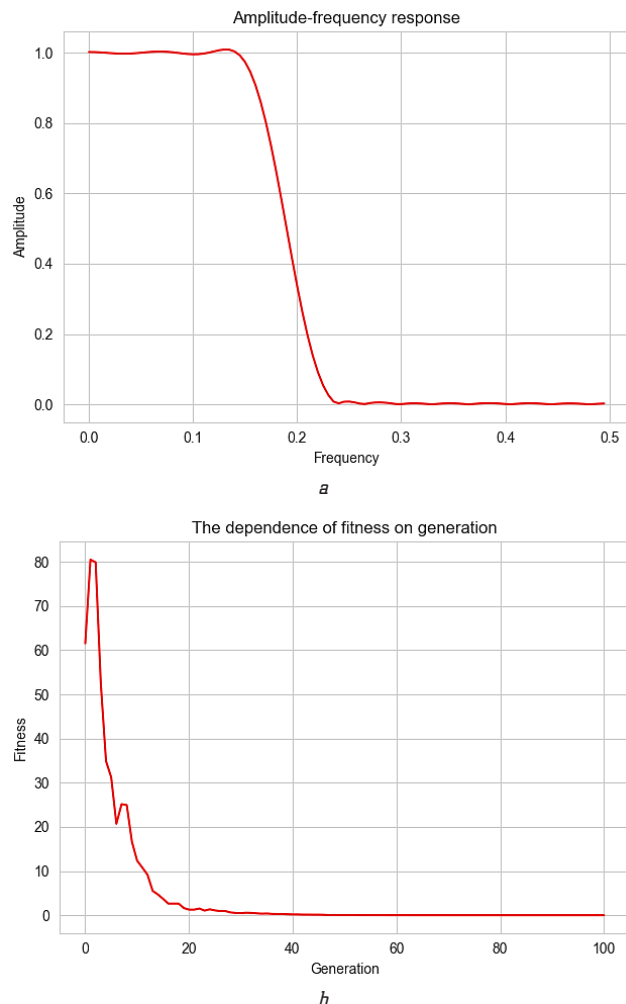 Amplitude-frequency response
1.0
0.8
0.6
0.4
0.2
0.0
Amplitude
0.0 0.1 0.2 0.3 0.4 0.5
Frequency
a
The dependence of fitness on generation
80
70
60
50
40
30
20
10
0
Fitness
0 20 40 60 80 100
Generation